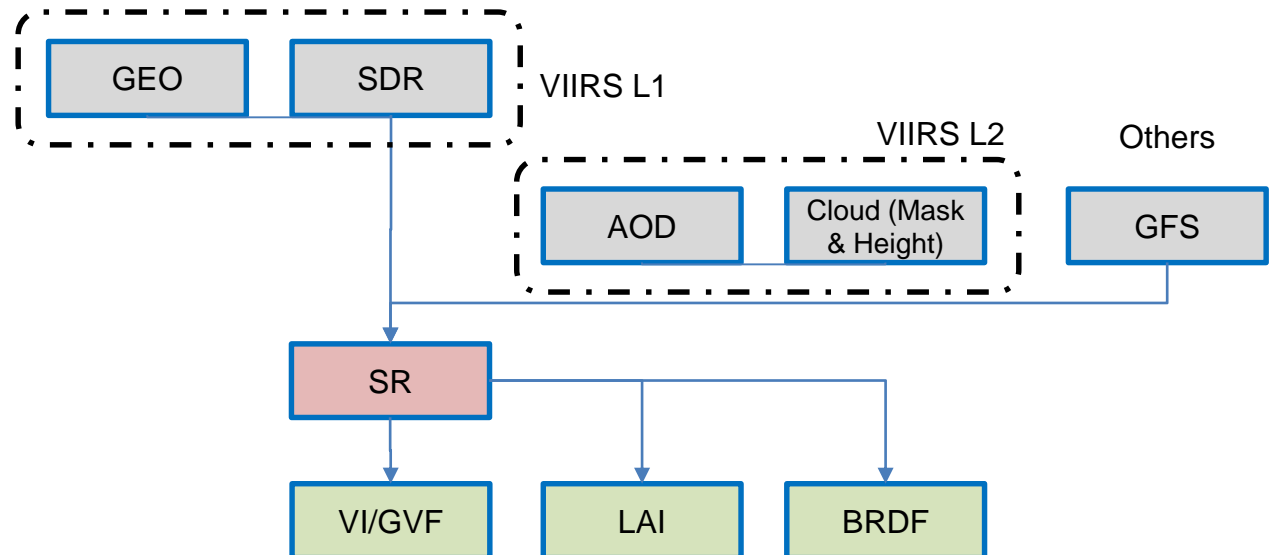 GEO
SDR
VIIRS L1
VIIRS L2
Others
AOD
Cloud (Mask
& Height)
GFS
SR
VI/GVF
LAI
BRDF